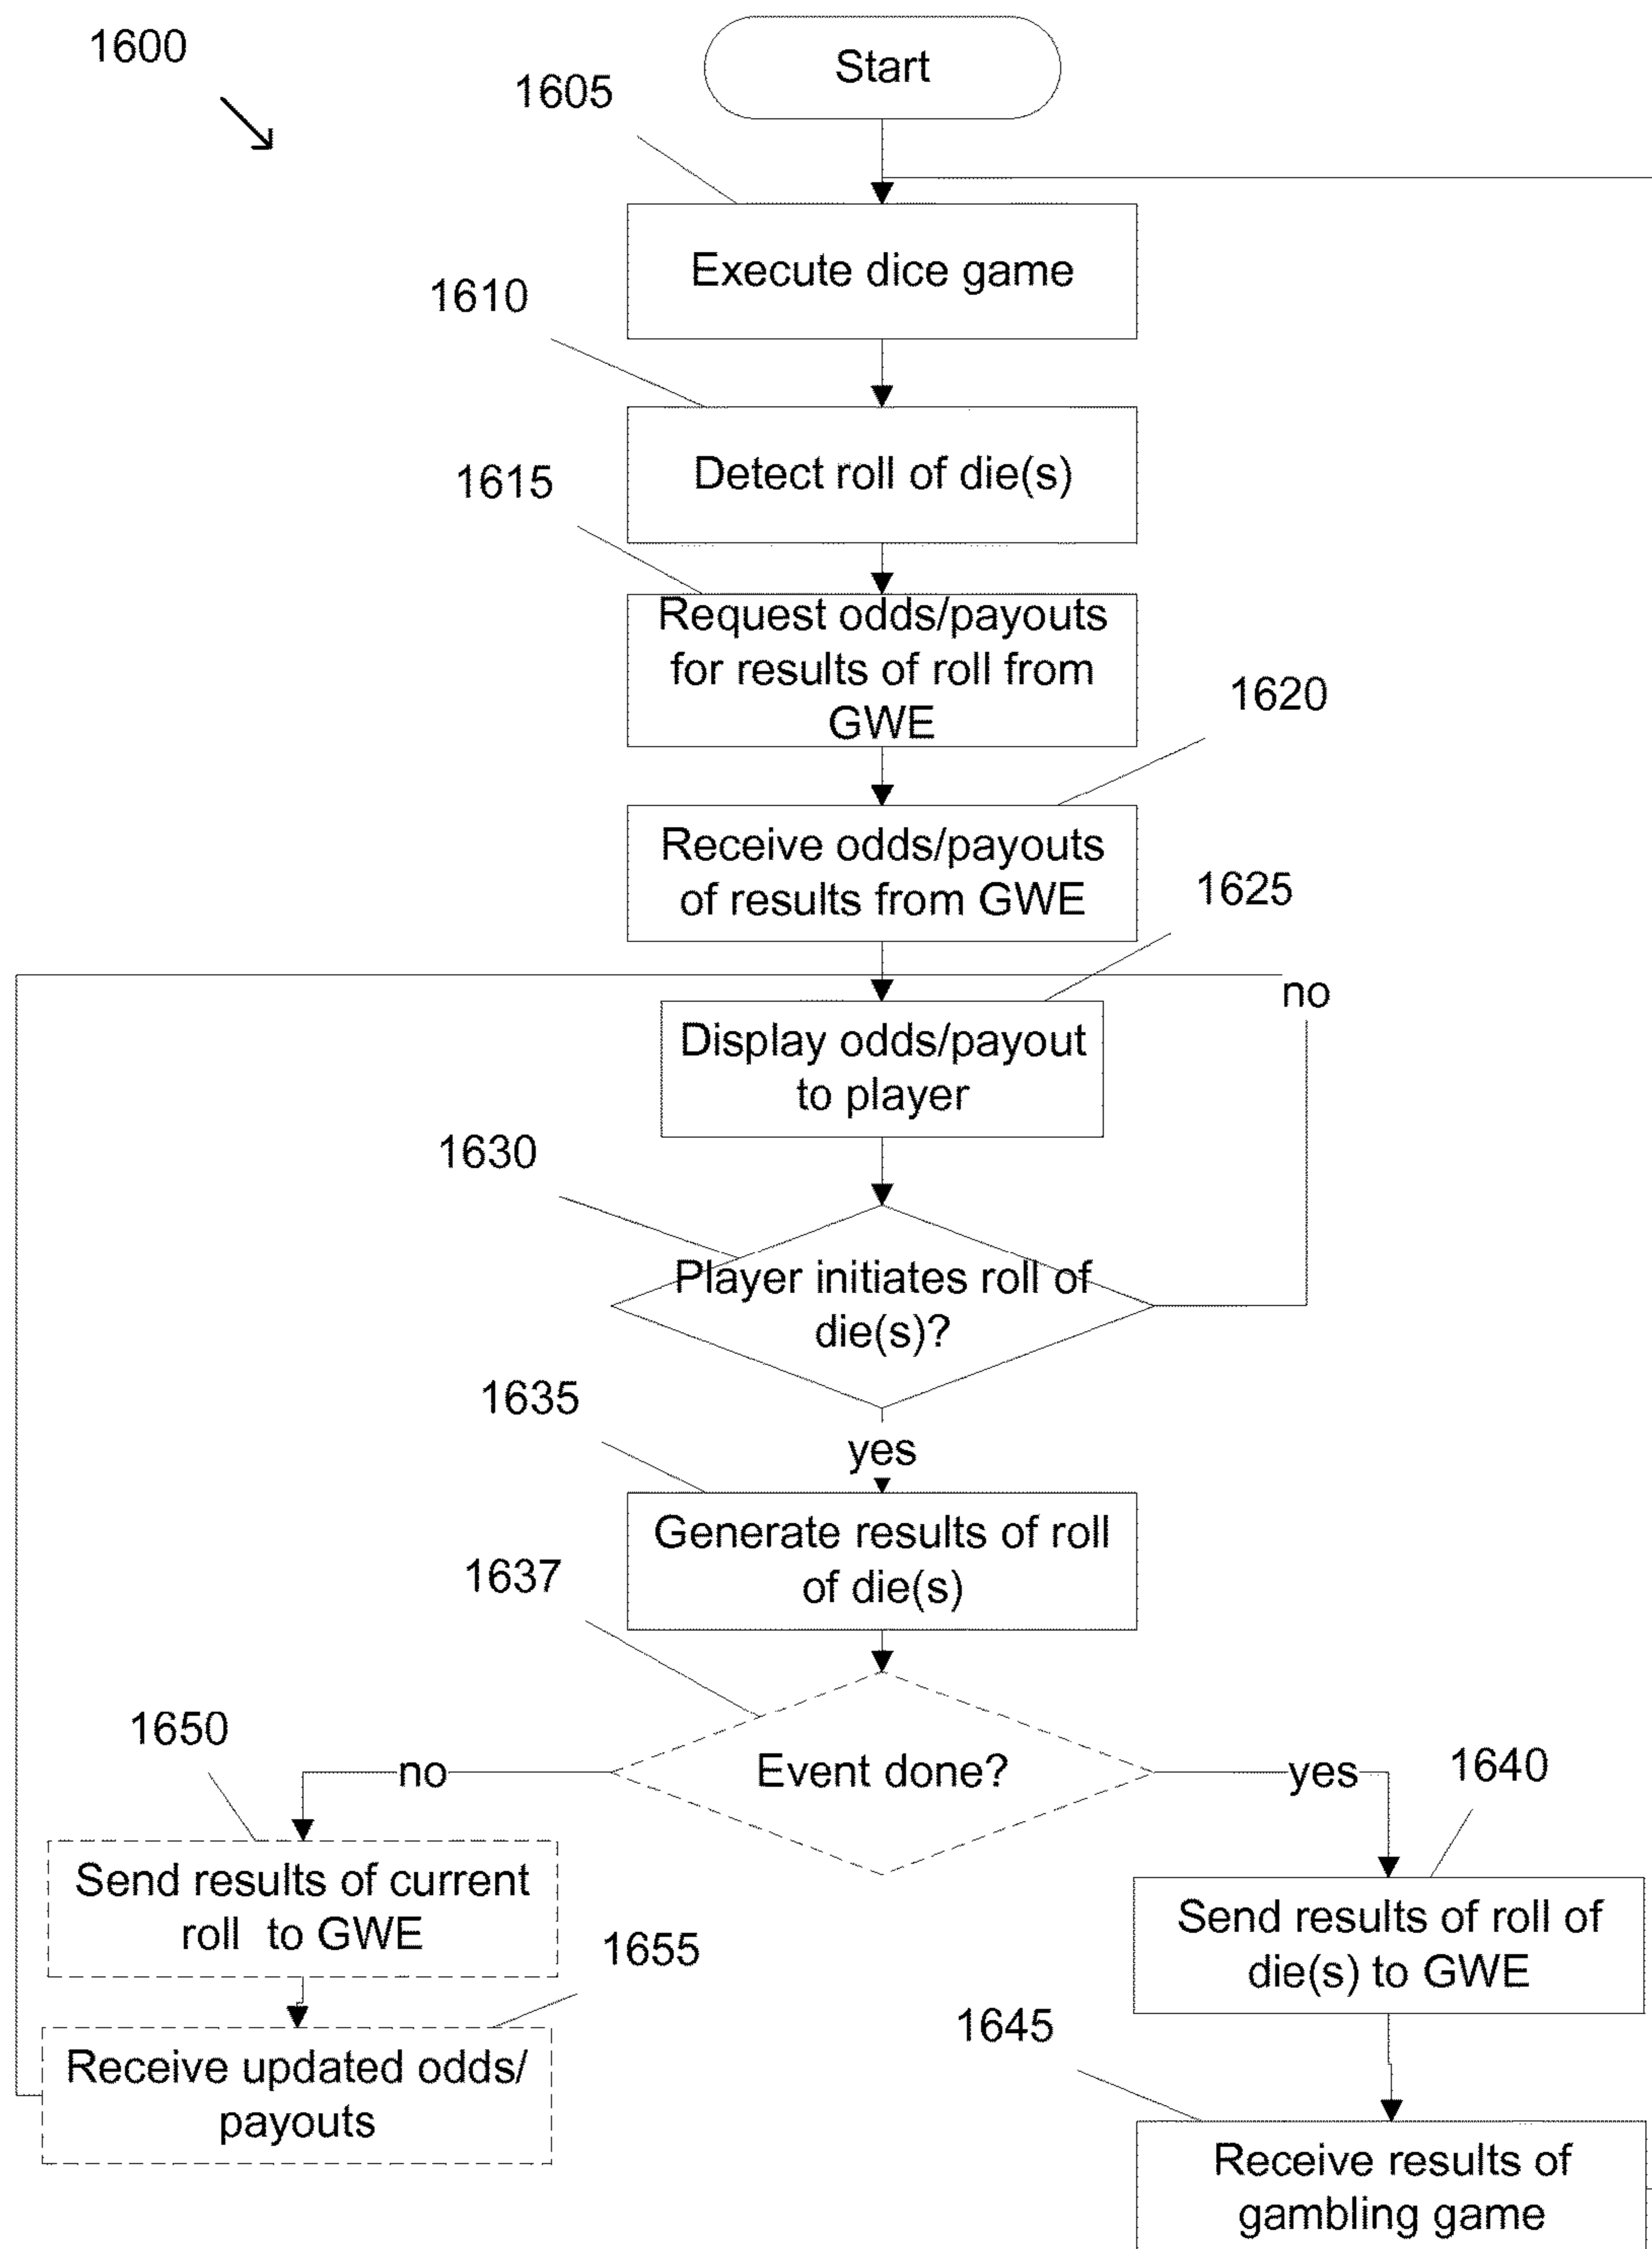 1600
Start
1605
Execute dice game
1610
Detect roll of die(s)
1615
Request odds/payouts
for results of roll from
GWE
1620
Receive odds/payouts
of results from GWE
1625
no
Display odds/payout
to player
1630
Player initiates roll of
die(s)?
1635
yes
Generate results of roll
of die(s)
1637
1650
no
Event done?
yes
1640
Send results of current
roll to GWE
Send results of roll of
die(s) to GWE
1655
1645
Receive updated odds/
payouts
Receive results of
gambling game